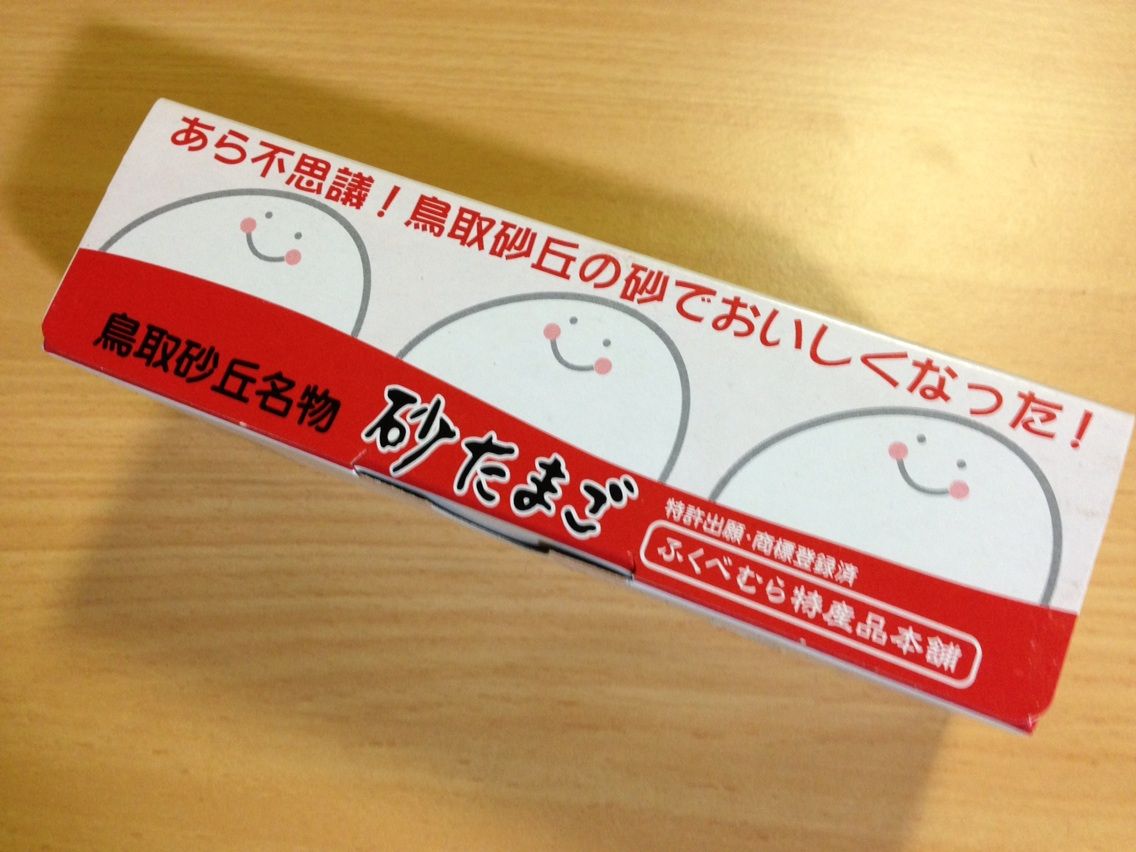 あら不思議！鳥取砂丘の砂でおいしくなった！
鳥取砂丘名物
砂たまご
特許出願・商標登録済
ふくべむら特産品本舗